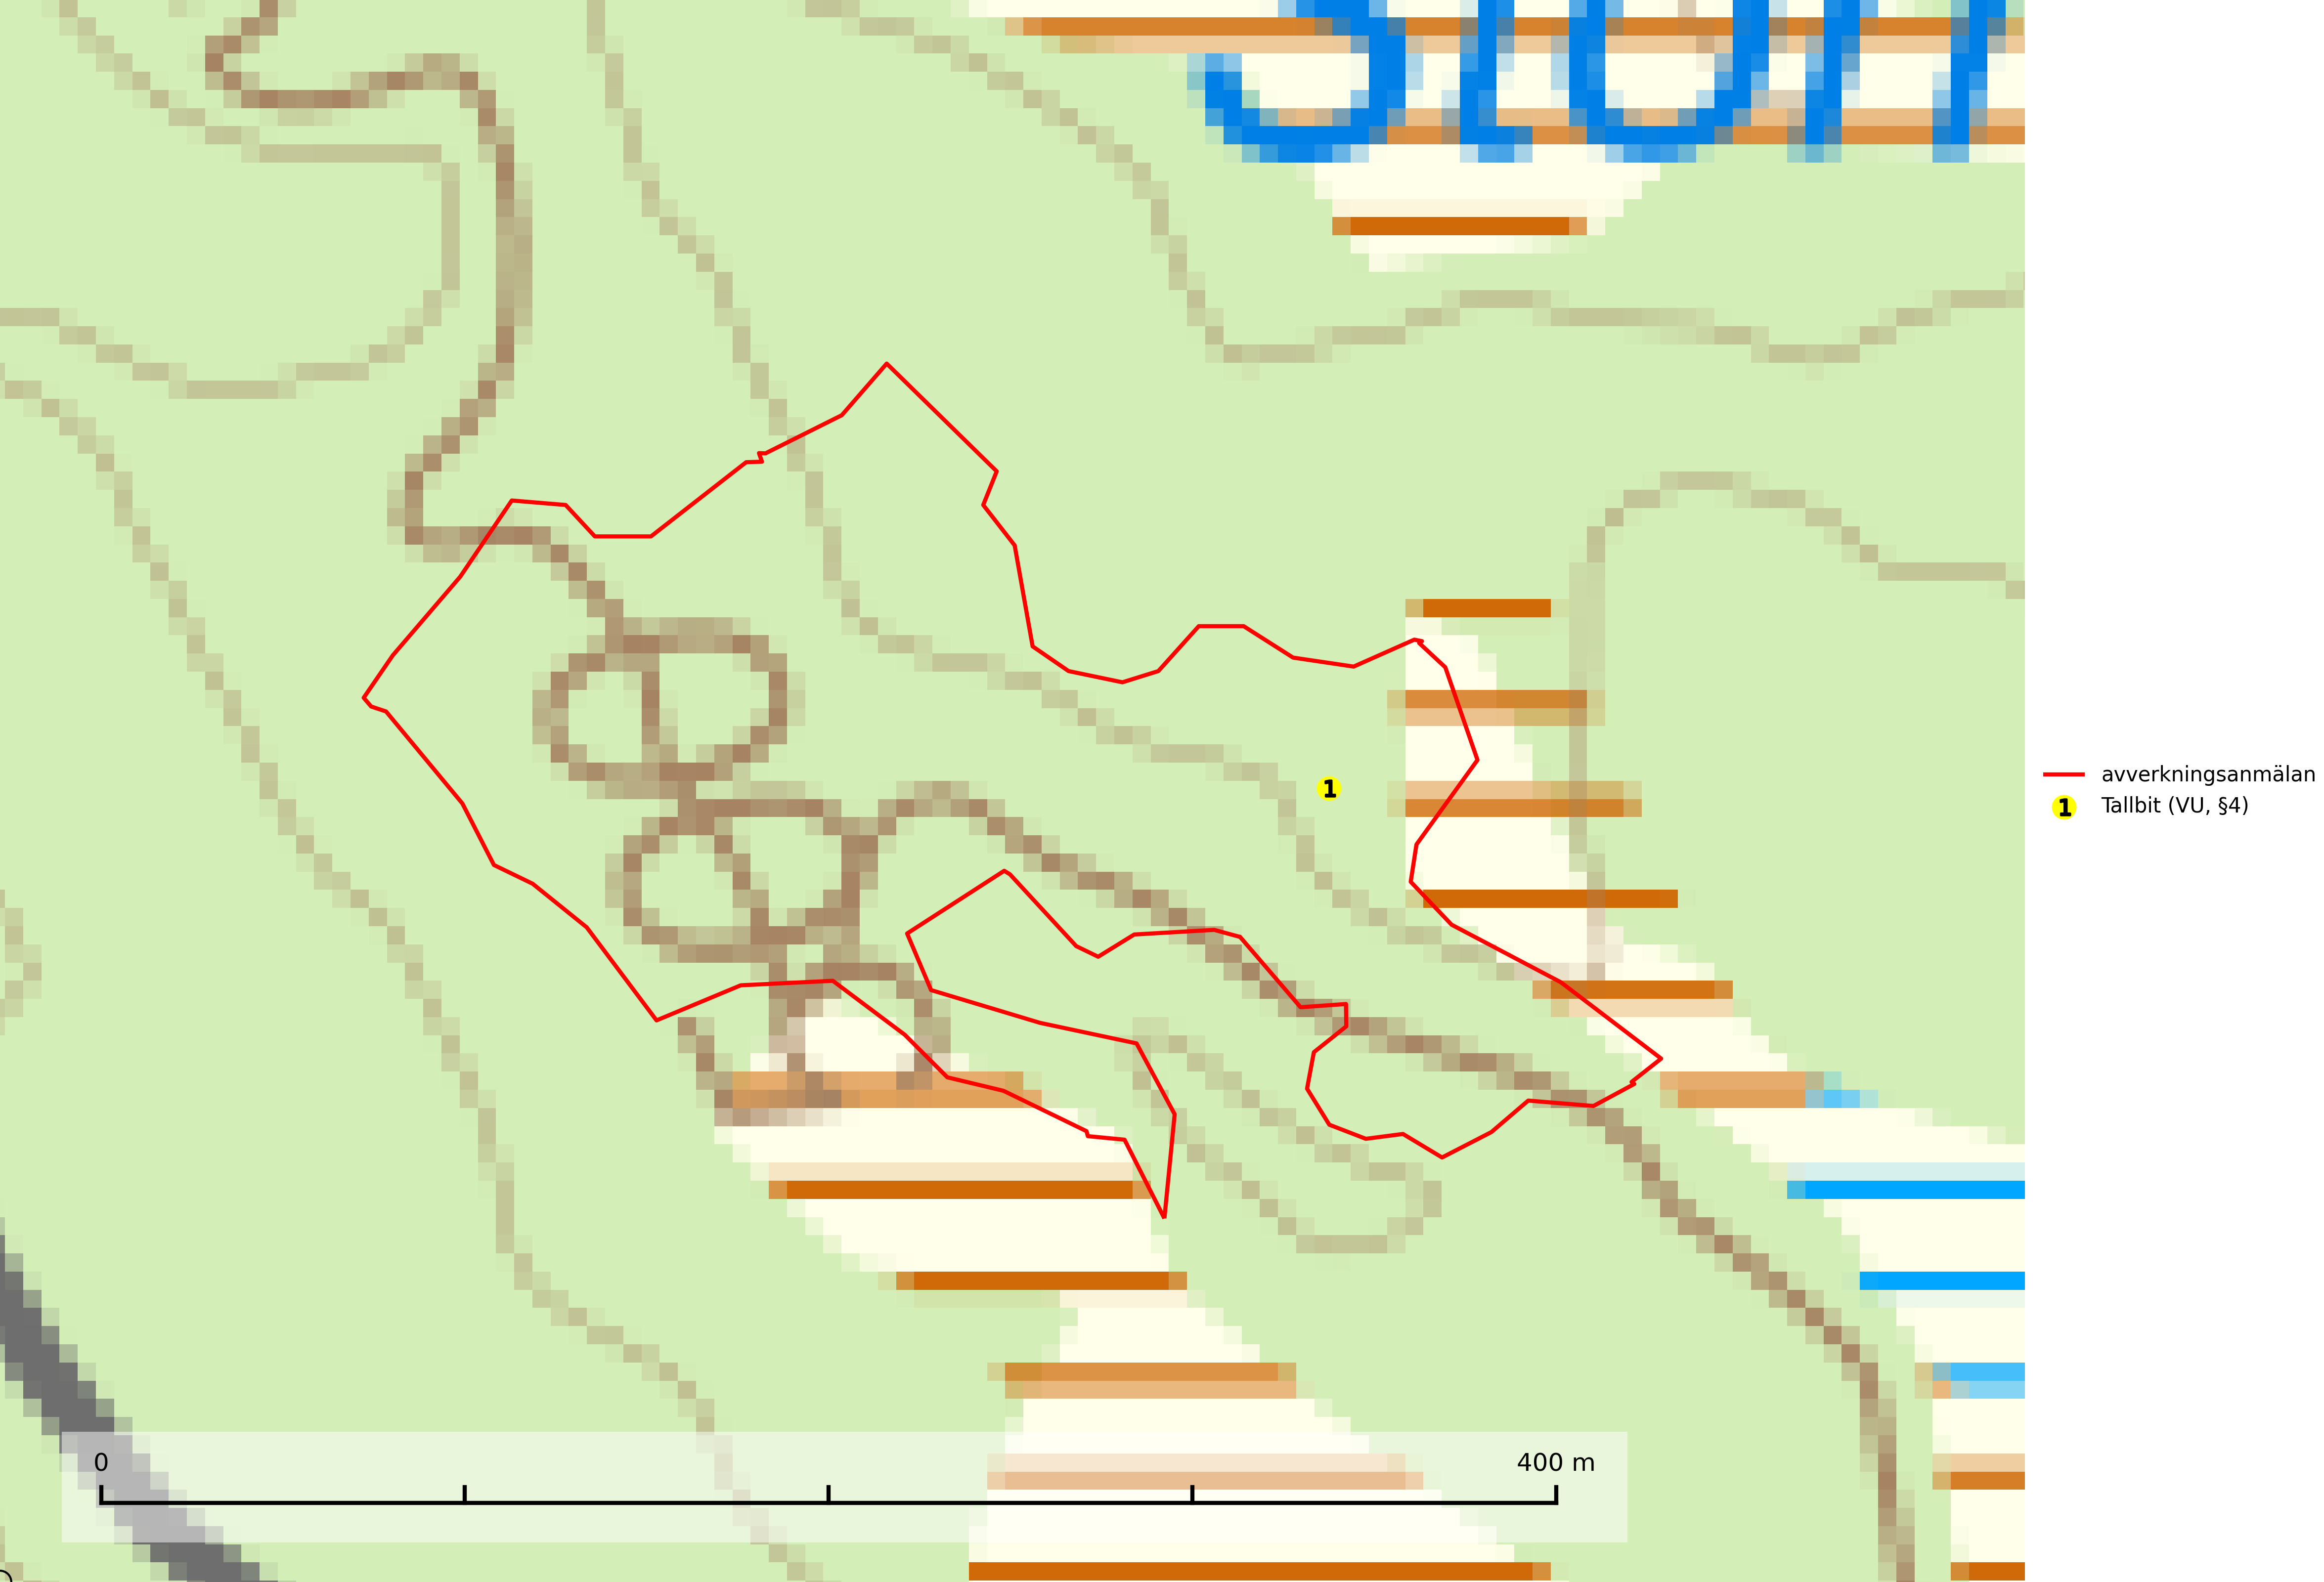 1
avverkningsanmälan
1 Tallbit (VU, §4)
0 400 m